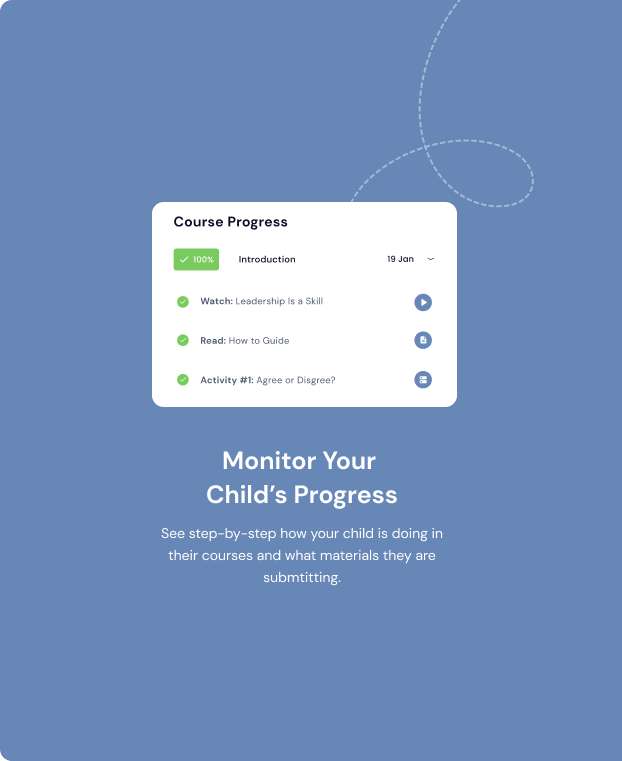 Course Progress
100% Introduction 19 Jan
Watch: Leadership Is a Skill
Read: How to Guide
Activity #1: Agree or Disgree?
Monitor Your
Child's Progress
See step-by-step how your child is doing in
their courses and what materials they are
submtitting.